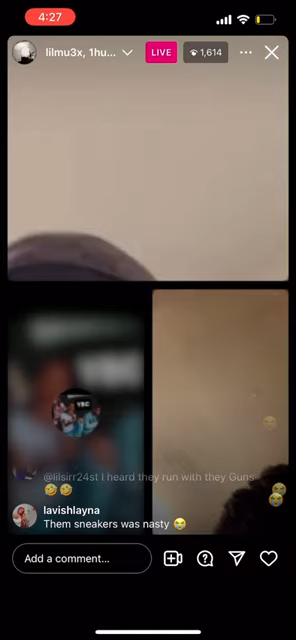 4:27
lilmu3x, 1hu...
LIVE
1,614
YBC
@lilsirr24st I heard they run with they Guns
🤣🤣
lavishlayna
Them sneakers was nasty 😭
Add a comment...